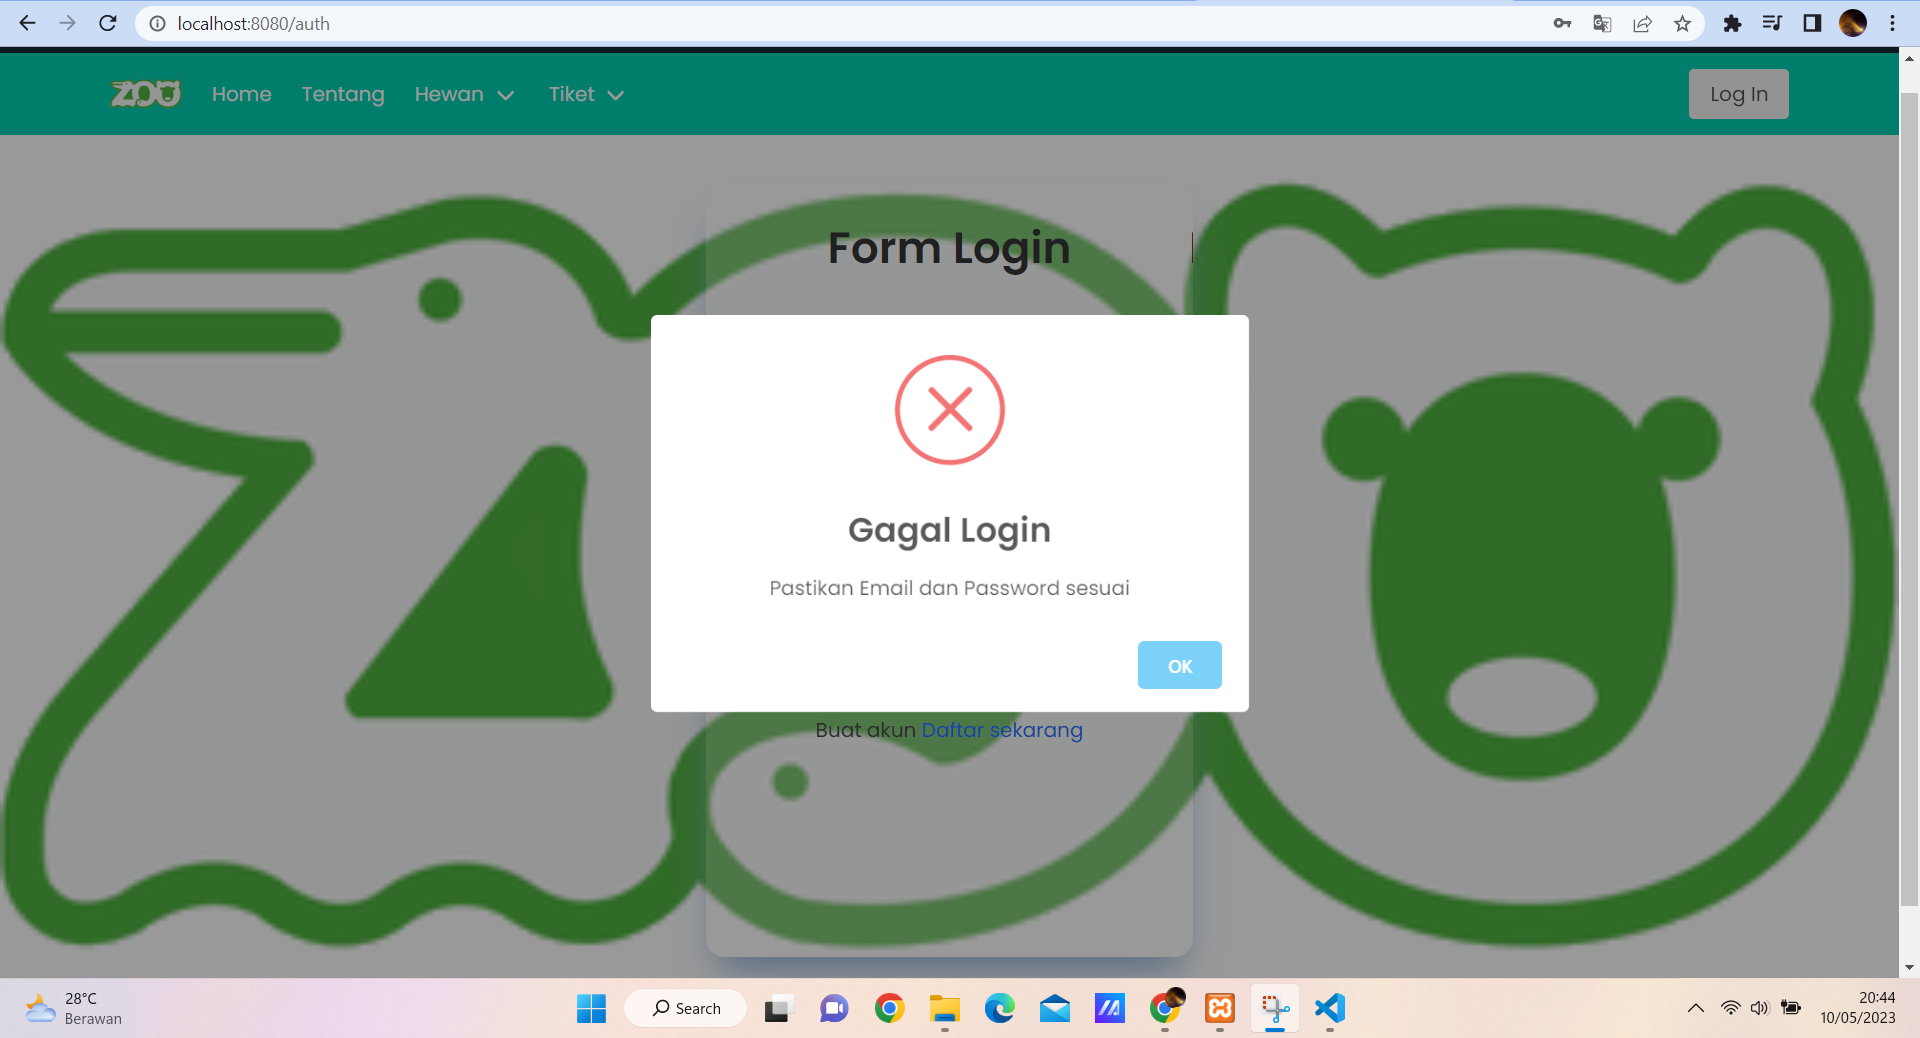 localhost:8080/auth
ZOO Home Tentang Hewan Tiket Log In
Form Login
Gagal Login
Pastikan Email dan Password sesuai
OK
Buat akun Daftar sekarang
28°C
Berawan
Search
20:44
10/05/2023